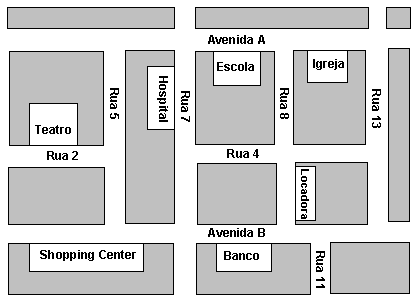 Avenida A
Escola
Igreja
Hospital
Rua 5
Rua 7
Rua 8
Rua 13
Teatro
Rua 2
Rua 4
Locadora
Avenida B
Shopping Center
Banco
Rua 11